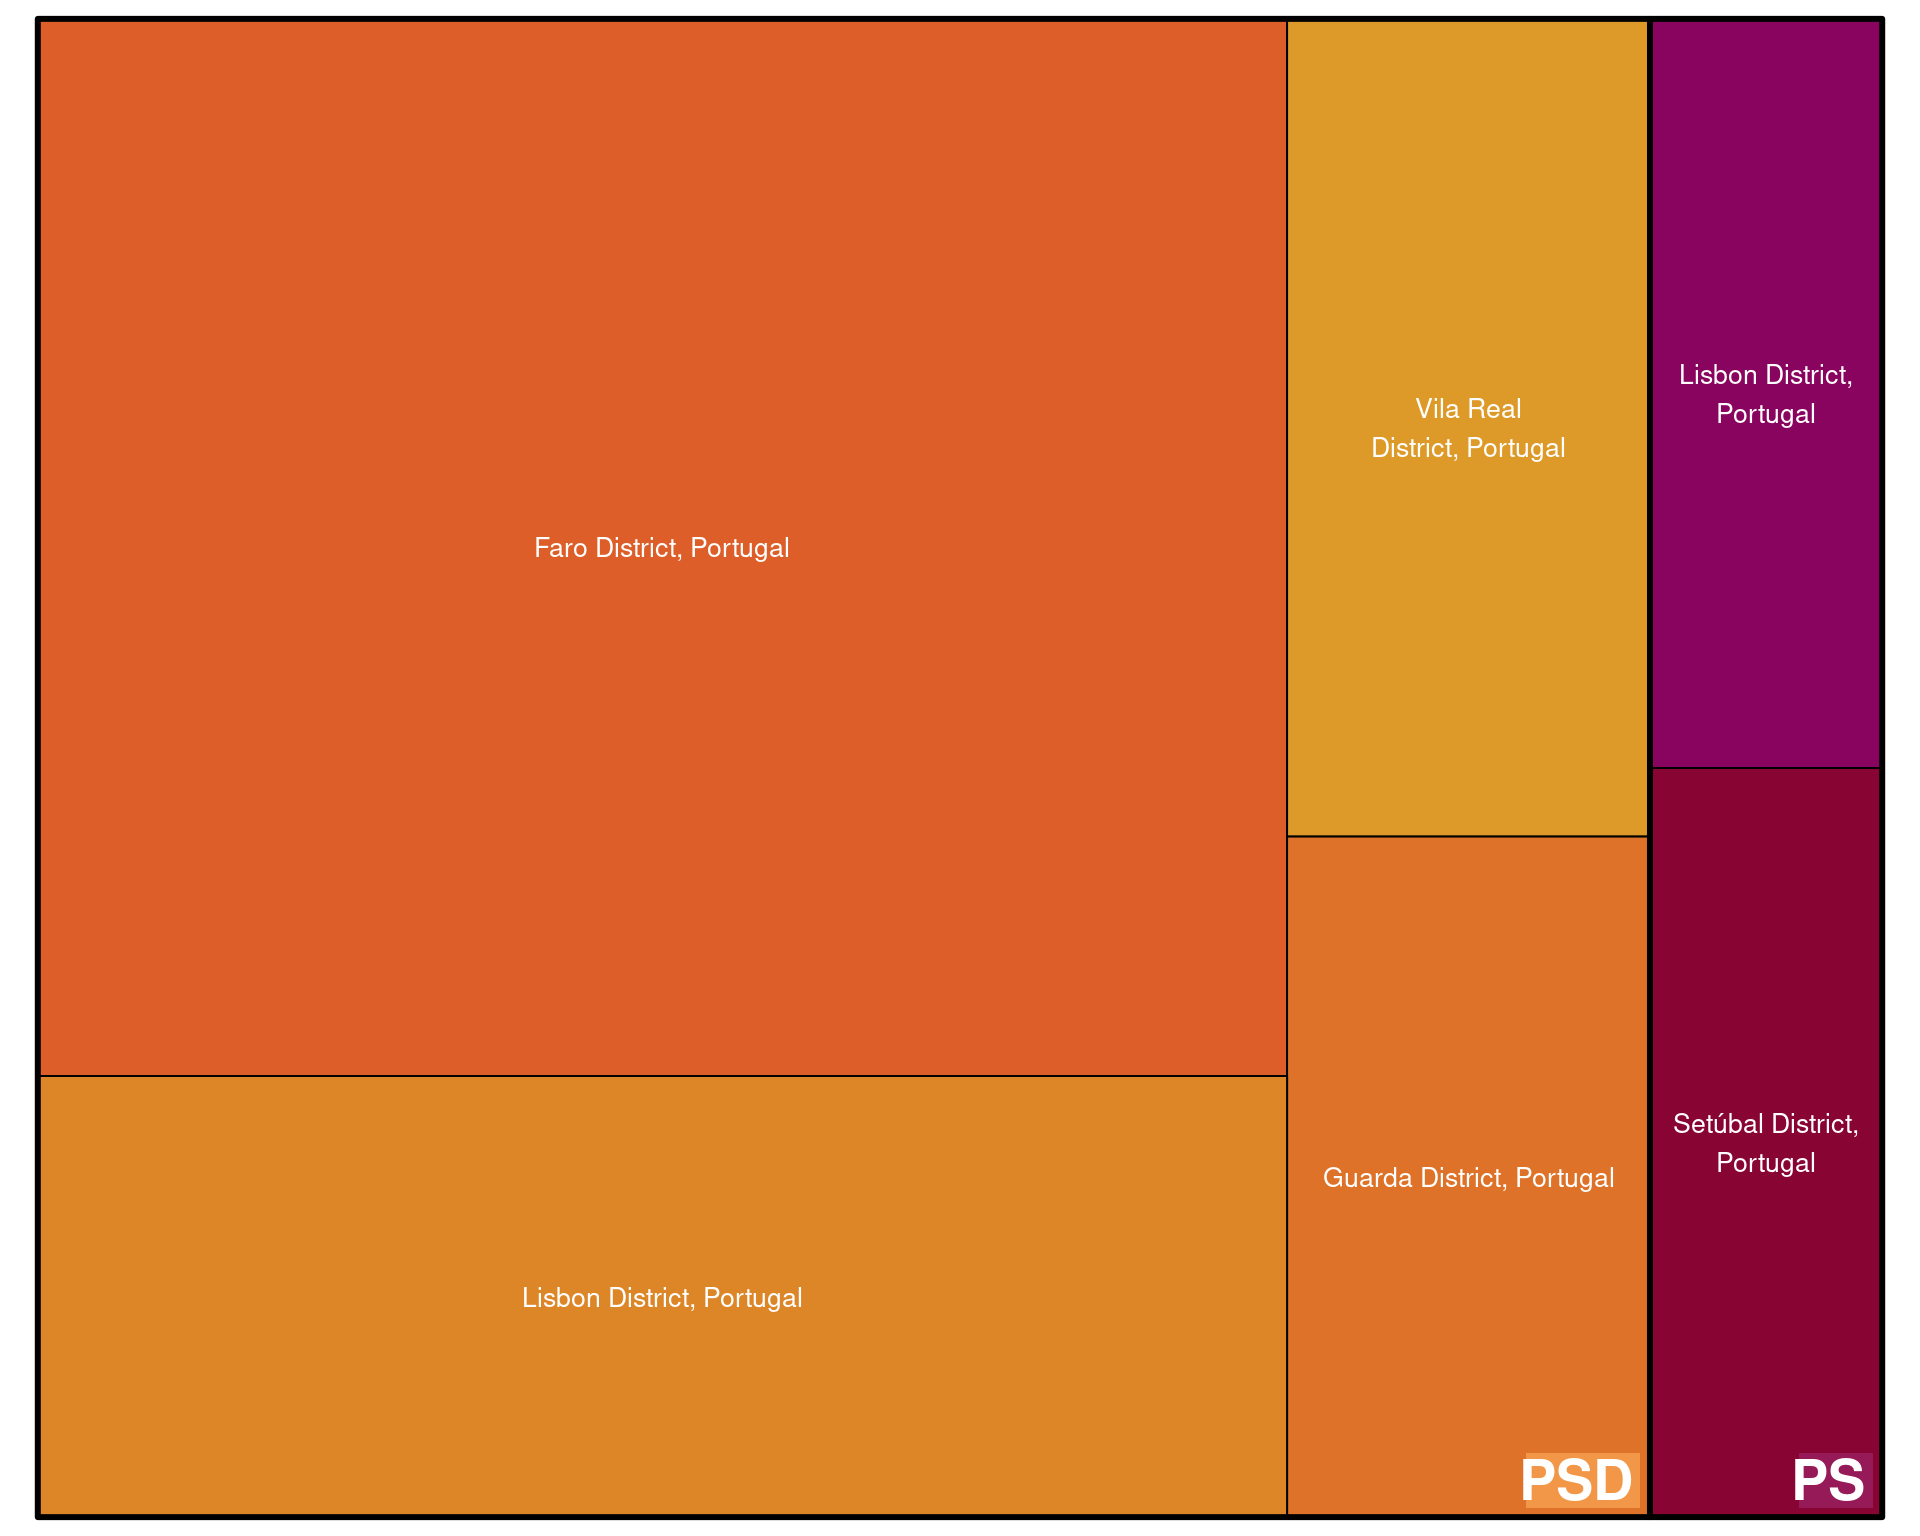 Faro District, Portugal
Lisbon District, Portugal
Vila Real
District, Portugal
Guarda District, Portugal
PSD
Lisbon District,
Portugal
Setúbal District,
Portugal
PS